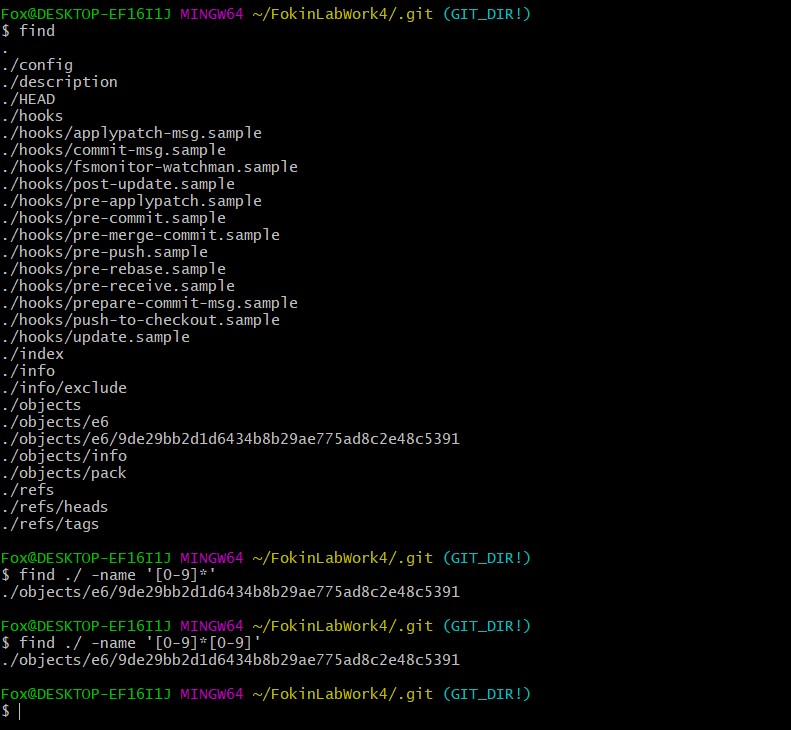 Fox@DESKTOP-EF16I1J MINGW64 ~/FokinLabWork4/.git (GIT_DIR!)
$ find
.
./config
./description
./HEAD
./hooks
./hooks/applypatch-msg.sample
./hooks/commit-msg.sample
./hooks/fsmonitor-watchman.sample
./hooks/post-update.sample
./hooks/pre-applypatch.sample
./hooks/pre-commit.sample
./hooks/pre-merge-commit.sample
./hooks/pre-push.sample
./hooks/pre-rebase.sample
./hooks/pre-receive.sample
./hooks/prepare-commit-msg.sample
./hooks/push-to-checkout.sample
./hooks/update.sample
./index
./info
./info/exclude
./objects
./objects/e6
./objects/e6/9de29bb2d1d6434b8b29ae775ad8c2e48c5391
./objects/info
./objects/pack
./refs
./refs/heads
./refs/tags
Fox@DESKTOP-EF16I1J MINGW64 ~/FokinLabWork4/.git (GIT_DIR!)
$ find ./ -name '[0-9]*'
./objects/e6/9de29bb2d1d6434b8b29ae775ad8c2e48c5391
Fox@DESKTOP-EF16I1J MINGW64 ~/FokinLabWork4/.git (GIT_DIR!)
$ find ./ -name '[0-9]*[0-9]'
./objects/e6/9de29bb2d1d6434b8b29ae775ad8c2e48c5391
Fox@DESKTOP-EF16I1J MINGW64 ~/FokinLabWork4/.git (GIT_DIR!)
$